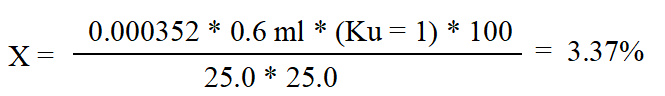 0.000352 * 0.6 ml * (Ku = 1) * 100
X = = 3.37%
25.0 * 25.0